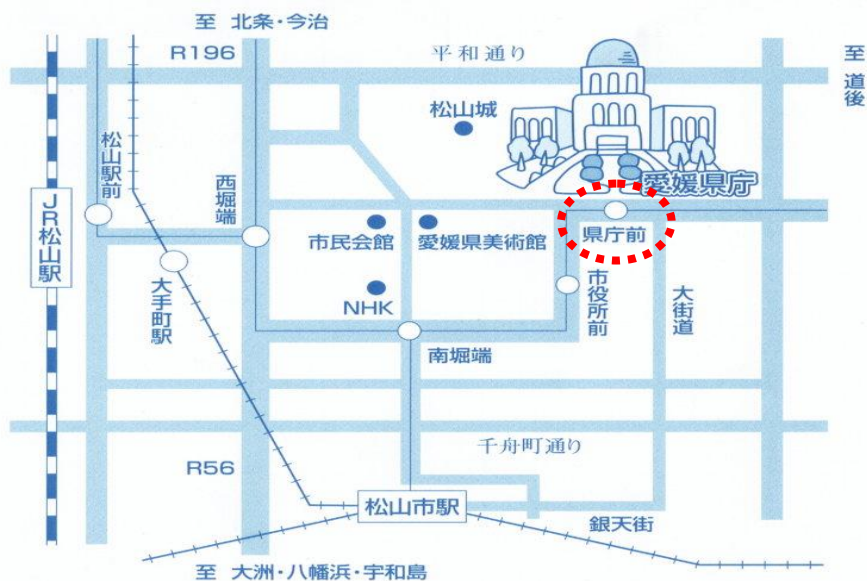 至 北条・今治
R196
平和通り
至 道後
松山城
松山駅前
西堀端
愛媛県庁
JR松山駅
市民会館
愛媛県美術館
県庁前
大手町駅
NHK
市役所前
大街道
南堀端
千舟町通り
R56
松山市駅
銀天街
至 大洲・八幡浜・宇和島